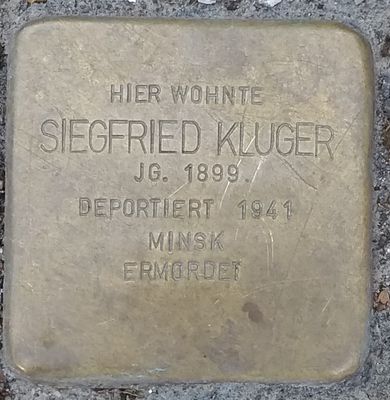 HIER WOHNTE
SIEGFRIED KLUGER
JG. 1899
DEPORTIERT 1941
MINSK
ERMORDET